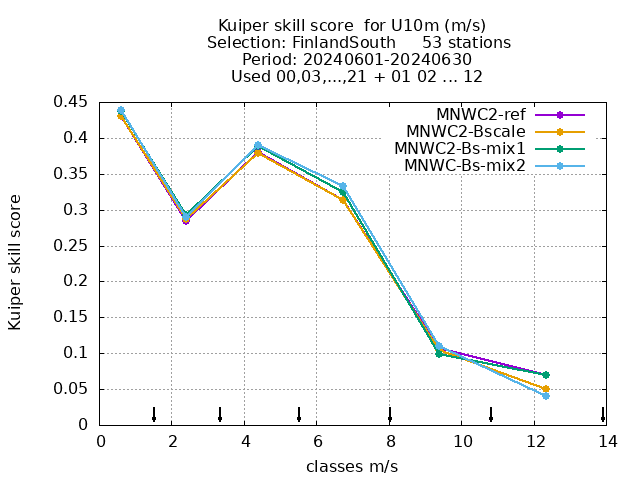 Kuiper skill score  for U10m (m/s)
Selection: FinlandSouth     53 stations
Period: 20240601-20240630
Used 00,03,...,21 + 01 02 ... 12
MNWC2-ref
MNWC2-Bscale
MNWC2-Bs-mix1
MNWC-Bs-mix2
Kuiper skill score
0.45
0.4
0.35
0.3
0.25
0.2
0.15
0.1
0.05
0
0 2 4 6 8 10 12 14
classes m/s